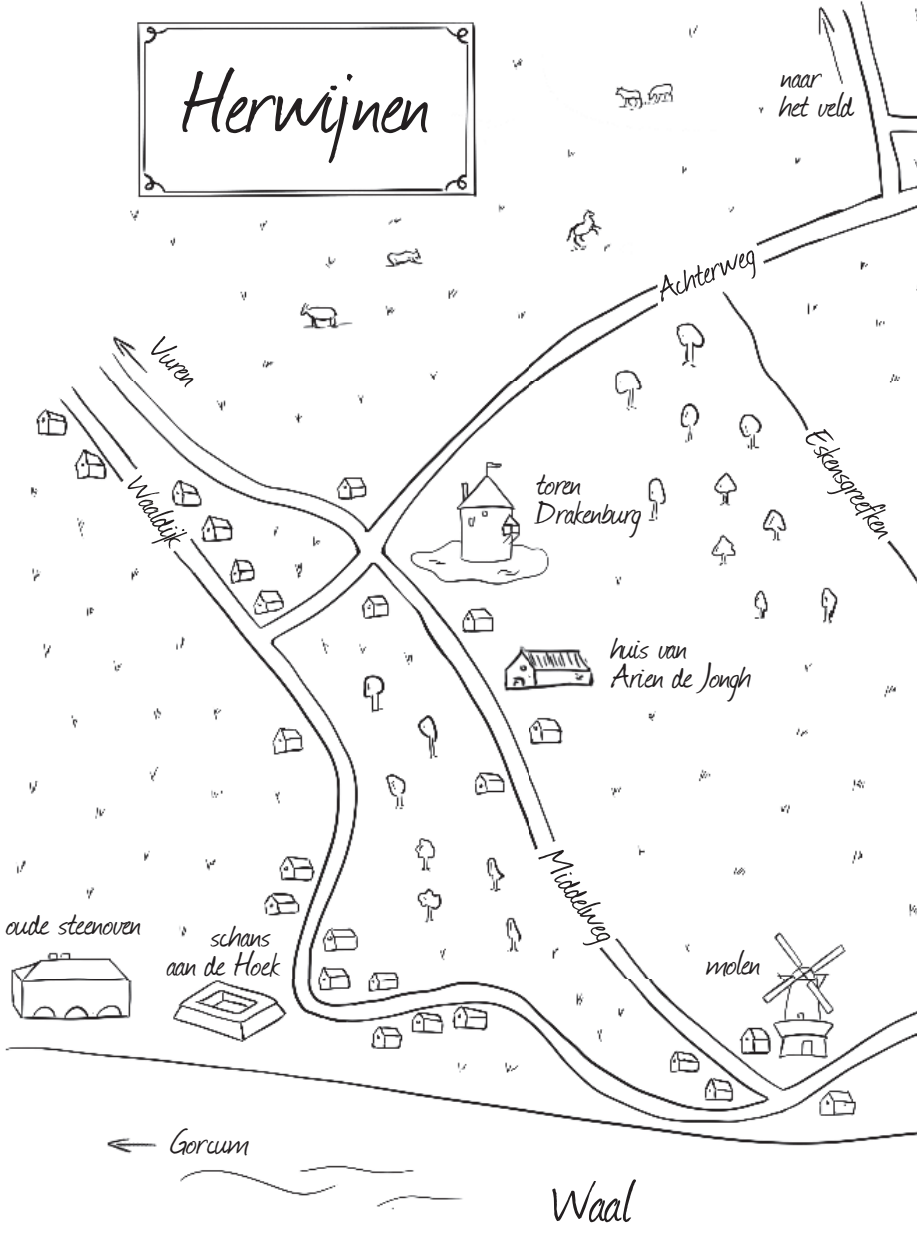 Herwijnen
naar
het veld
Achterweg
Vuren
Waaldijk
toren
Drakenburg
Eskensgreefken
huis van
Arien de Jongh
Middelweg
oude steenoven
schans
aan de Hoek
molen
Gorcum
Waal